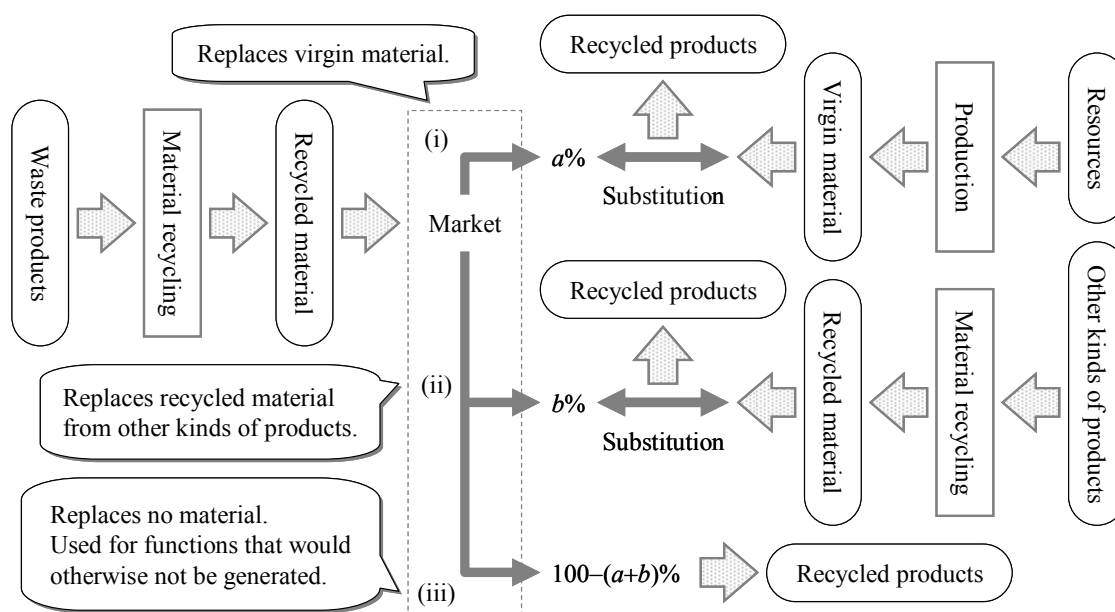 Replaces virgin material.
Recycled products
Waste products
Material recycling
Recycled material
(i)
Market
a%
Substitution
Virgin material
Production
Resources
Replaces recycled material
from other kinds of products.
(ii)
Recycled products
b%
Substitution
Recycled material
Material recycling
Other kinds of products
Replaces no material.
Used for functions that would
otherwise not be generated.
(iii)
100–(a+b)%
Recycled products